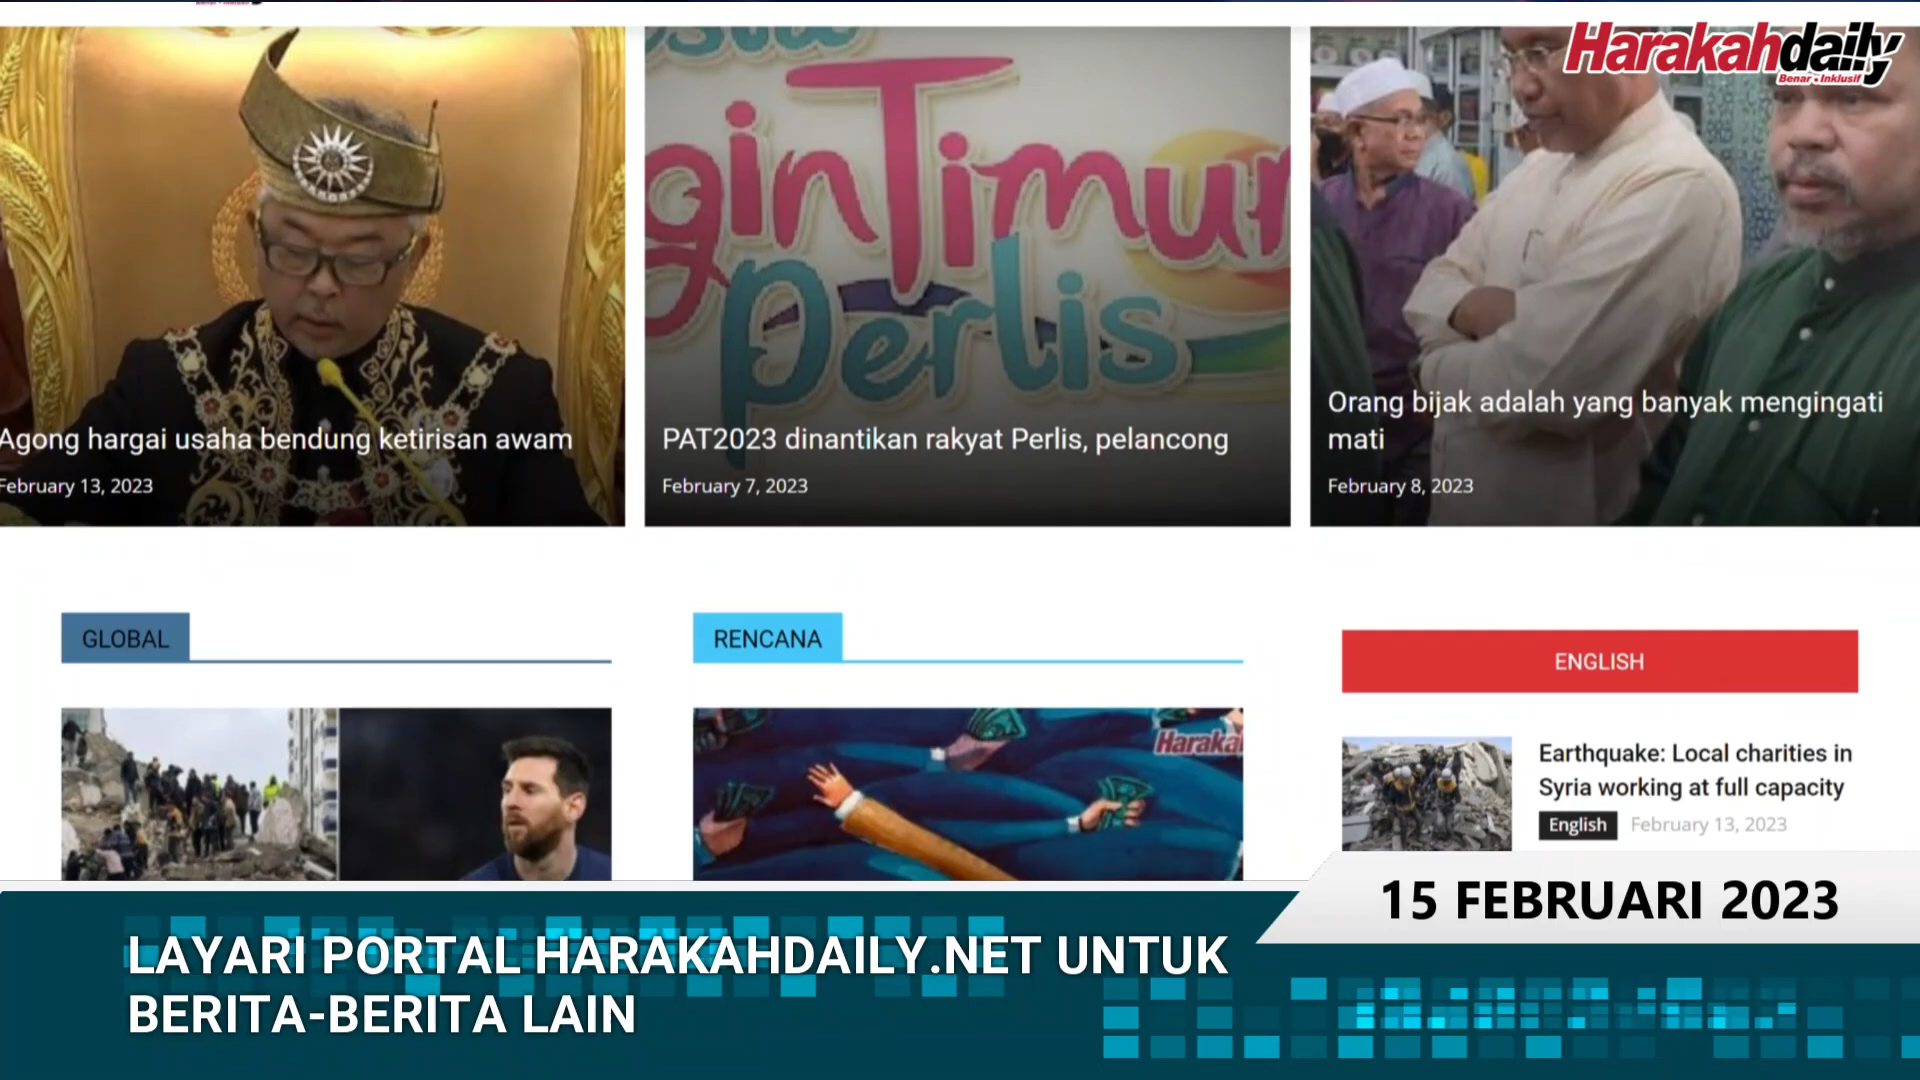 Harakahdaily
Benar • Inklusif
ginTimur
Perlis
Agong hargai usaha bendung ketirisan awam
February 13, 2023
PAT2023 dinantikan rakyat Perlis, pelancong
February 7, 2023
Orang bijak adalah yang banyak mengingati
mati
February 8, 2023
GLOBAL
RENCANA
ENGLISH
Harakah
Earthquake: Local charities in
Syria working at full capacity
English February 13, 2023
15 FEBRUARI 2023
LAYARI PORTAL HARAKAHDAILY.NET UNTUK
BERITA-BERITA LAIN